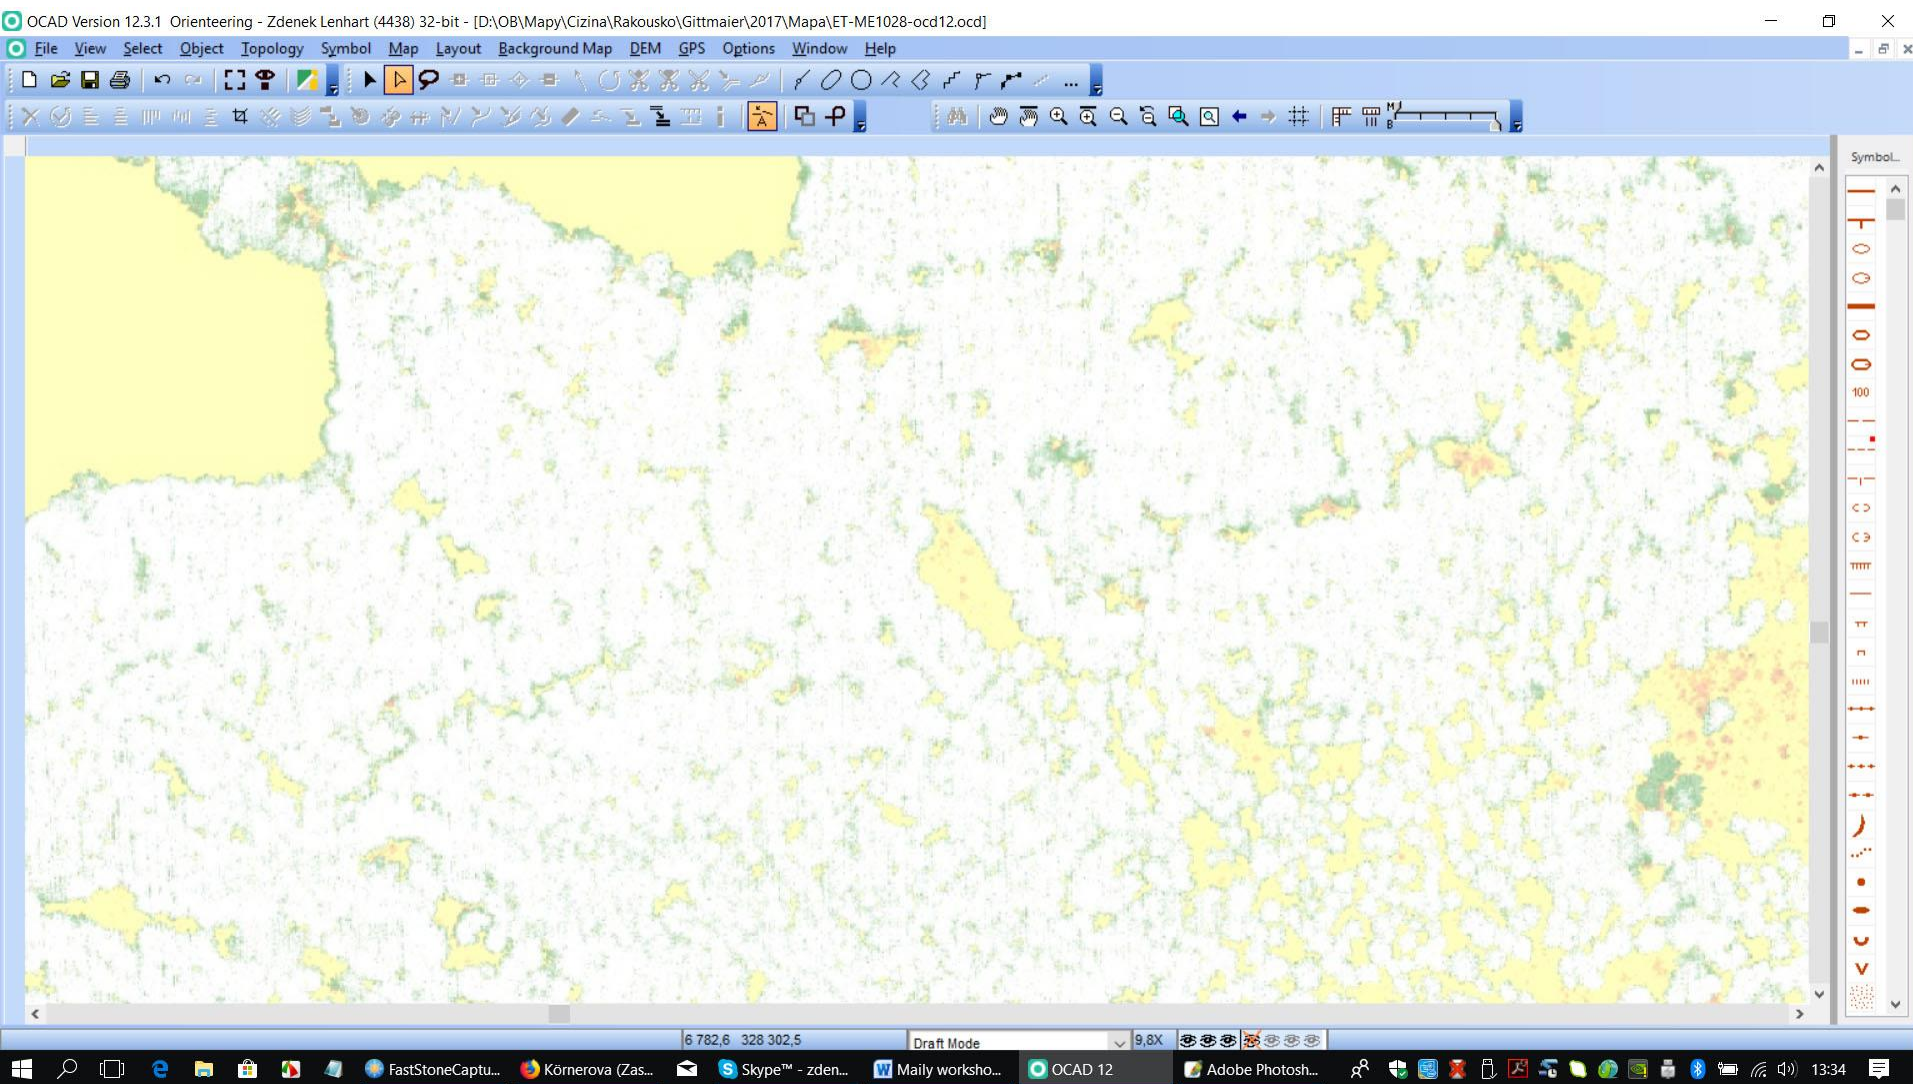 OCAD Version 12.3.1 Orienteering - Zdenek Lenhart (4438) 32-bit - [D:\OB\Mapy\Cizina\Rakousko\Gittmaier\2017\Mapa\ET-ME1028-ocd12.ocd]
File View Select Object Topology Symbol Map Layout Background Map DEM GPS Options Window Help
M
B
A
Symbol...
100
6 782,6 328 302,5 Draft Mode 9,8X
FastStoneCaptu... Körnerova (Zas... Skype™ - zden... Maily worksho... OCAD 12 Adobe Photosh... 13:34